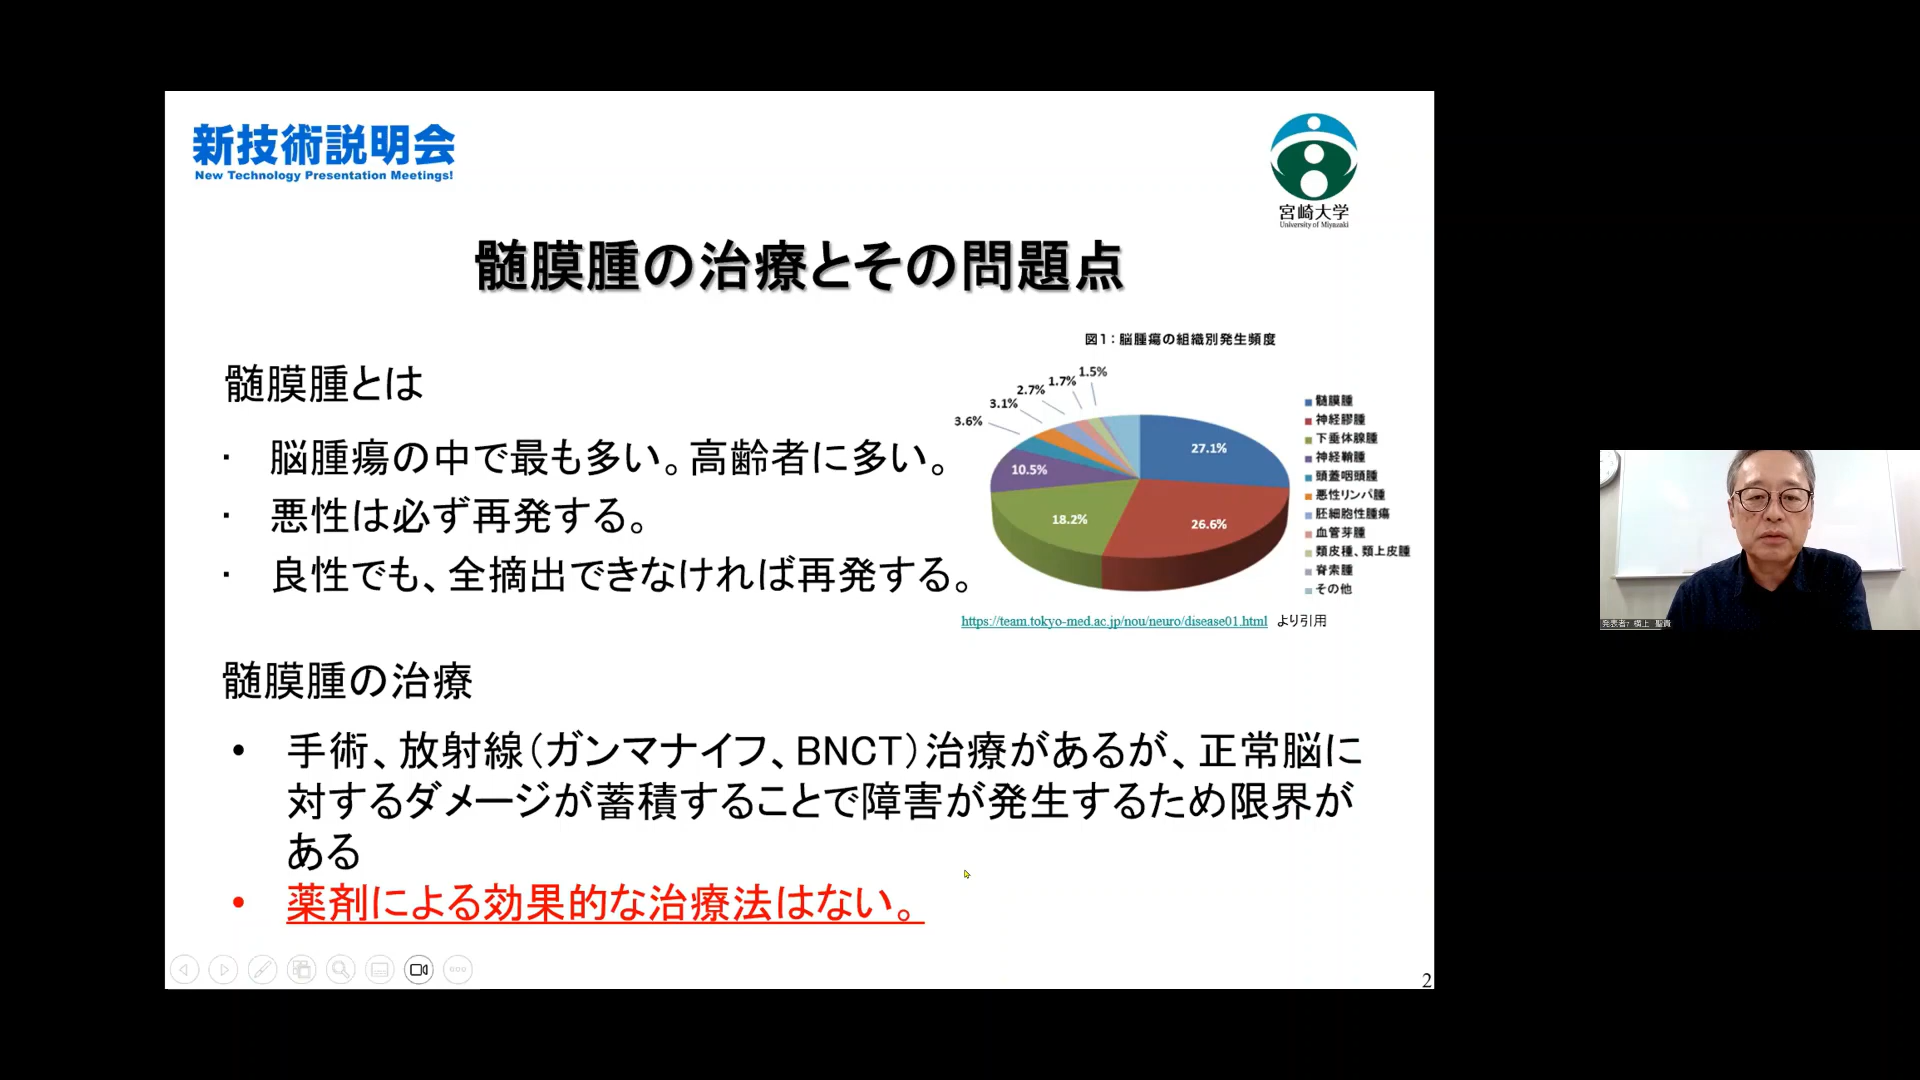 新技術説明会
New Technology Presentation Meetings!
宮崎大学
University of Miyazaki
髄膜腫の治療とその問題点
髄膜腫とは
・ 脳腫瘍の中で最も多い。高齢者に多い。
・ 悪性は必ず再発する。
・ 良性でも、全摘出できなければ再発する。
図1：脳腫瘍の組織別発生頻度
27.1%
26.6%
18.2%
10.5%
3.6%
3.1%
2.7%
1.7%
1.5%
髄膜腫
神経膠腫
下垂体腺腫
神経鞘腫
頭蓋咽頭腫
悪性リンパ腫
胚細胞性腫瘍
血管芽腫
類皮腫、類上皮腫
脊索腫
その他
https://team.tokyo-med.ac.jp/nou/neuro/disease01.html より引用
髄膜腫の治療
• 手術、放射線（ガンマナイフ、BNCT）治療があるが、正常脳に
対するダメージが蓄積することで障害が発生するため限界が
ある
• 薬剤による効果的な治療法はない。
2
発表者：横上 聖貴